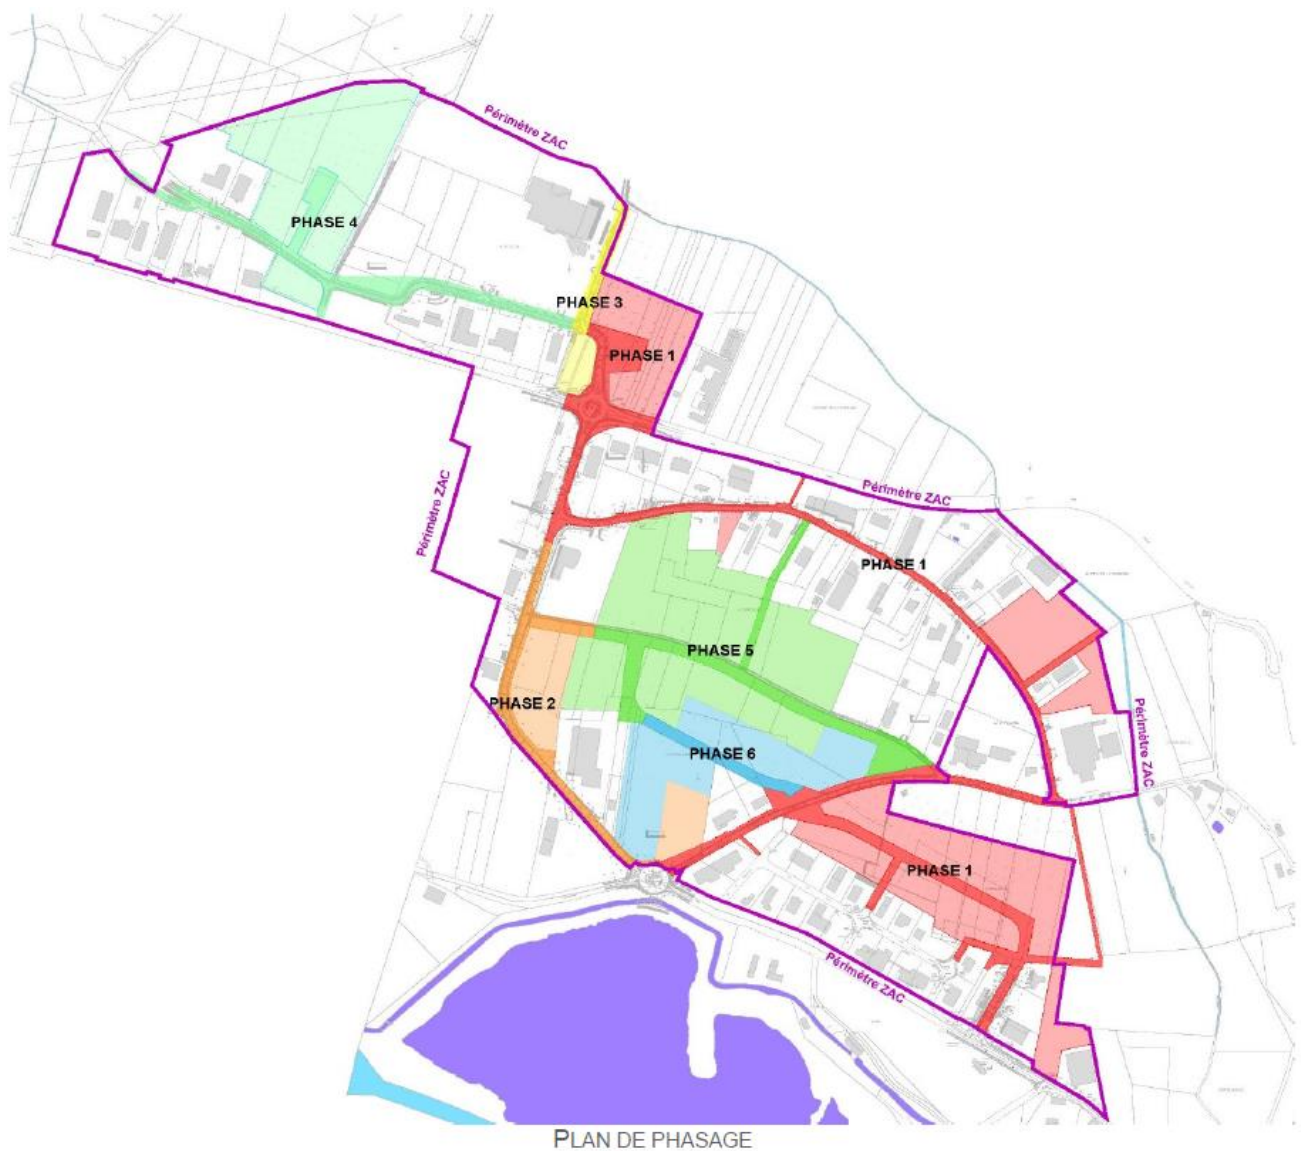 Périmètre ZAC
PHASE 4
PHASE 3
PHASE 1
Périmètre ZAC
Périmètre ZAC
PHASE 1
PHASE 5
PHASE 2
Périmètre ZAC
PHASE 6
PHASE 1
Périmètre ZAC
PLAN DE PHASAGE